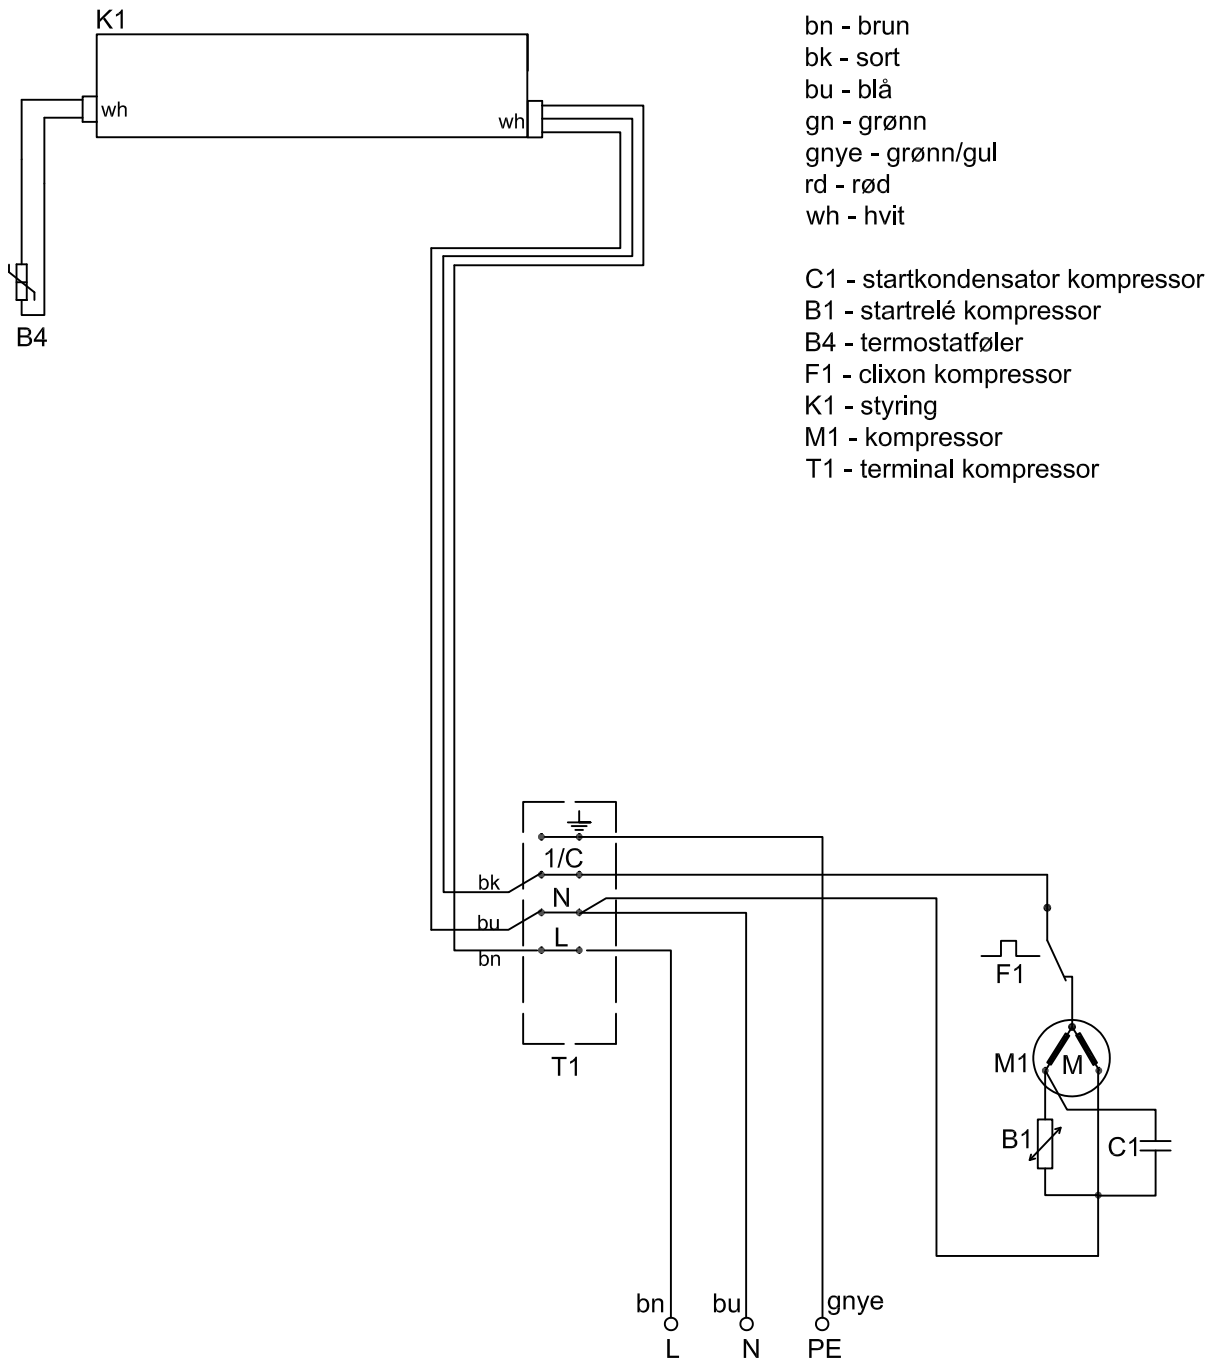 K1
wh
wh
B4
bn - brun
bk - sort
bu - blå
gn - grønn
gnye - grønn/gul
rd - rød
wh - hvit
C1 - startkondensator kompressor
B1 - startrelé kompressor
B4 - termostatføler
F1 - clixon kompressor
K1 - styring
M1 - kompressor
T1 - terminal kompressor
1/C
bk
N
bu
L
bn
T1
F1
M1
M
B1
C1
bn
bu
gnye
L
N
PE